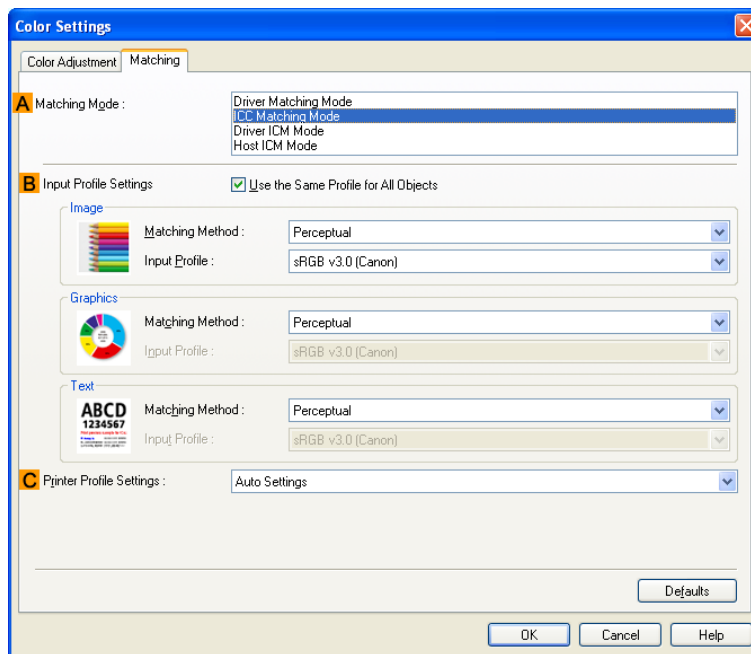 Color Settings
Color Adjustment Matching
A Matching Mode :
Driver Matching Mode
ICC Matching Mode
Driver ICM Mode
Host ICM Mode
B Input Profile Settings Use the Same Profile for All Objects
Image
Matching Method : Perceptual
Input Profile : sRGB v3.0 (Canon)
Graphics
Matching Method : Perceptual
Input Profile : sRGB v3.0 (Canon)
Text
ABCD
1234567
Matching Method : Perceptual
Input Profile : sRGB v3.0 (Canon)
C Printer Profile Settings : Auto Settings
Defaults
OK Cancel Help